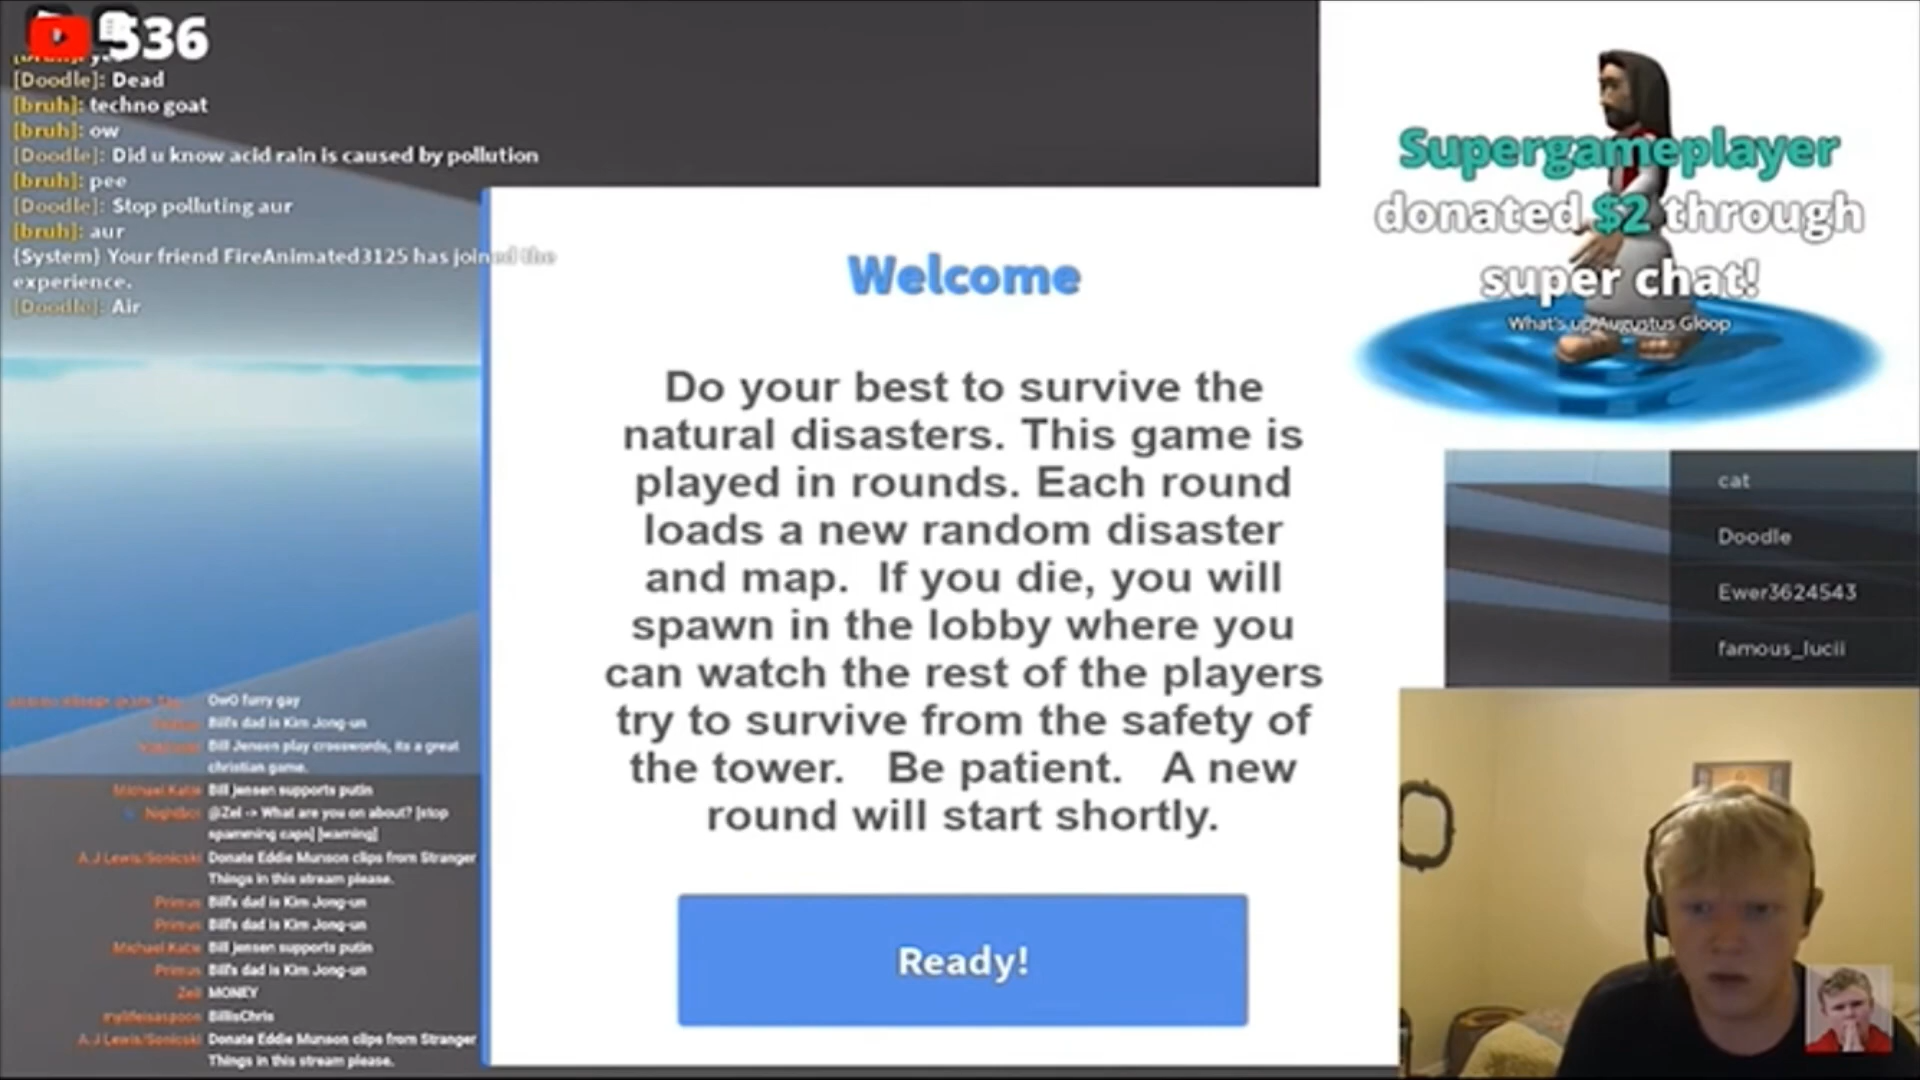 536
[Doodle]: Dead
[bruh]: techno goat
[bruh]: ow
[Doodle]: Did u know acid rain is caused by pollution
[bruh]: pee
[Doodle]: Stop polluting aur
[bruh]: aur
{System} Your friend FireAnimated3125 has joined the
experience.
[Doodle]: Air
Supergameplayer
donated $2 through
super chat!
What's up Augustus Gloop
Welcome
Do your best to survive the
natural disasters. This game is
played in rounds. Each round
loads a new random disaster
and map. If you die, you will
spawn in the lobby where you
can watch the rest of the players
try to survive from the safety of
the tower. Be patient. A new
round will start shortly.
Ready!
cat
Doodle
Ewer3624543
famous_lucii
OwO furry gay
Bill's dad is Kim Jong-un
Bill Jensen play crosswords, its a great
christian game.
Michael Katie Bill jensen supports putin
Nightbot @Zel -> What are you on about? [stop
spamming caps] [warning]
A.J Lewis/Sonicski Donate Eddie Munson clips from Stranger
Things in this stream please.
Primus Bill's dad is Kim Jong-un
Primus Bill's dad is Kim Jong-un
Michael Katie Bill jensen supports putin
Primus Bill's dad is Kim Jong-un
Zell MONEY
mylifeisaspoon BillisChris
A.J Lewis/Sonicski Donate Eddie Munson clips from Stranger
Things in this stream please.